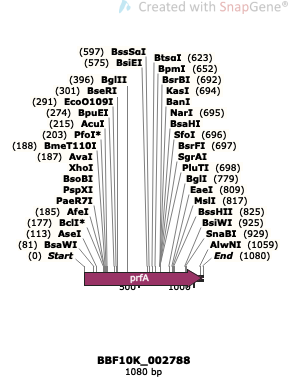 Created with SnapGene®
(597) BssSαI
(575) BsiEI
(396) BglII
(301) BseRI
(291) EcoO109I
(274) BpuEI
(215) AcuI
(203) PfoI*
(188) BmeT110I
(187) AvaI
XhoI
BsoBI
PspXI
PaeR7I
(185) AfeI
(177) BclI*
(113) AseI
(81) BsaWI
(0) Start
BtsαI (623)
BpmI (652)
BsrBI (692)
KasI (694)
BanI
NarI (695)
BsaHI
SfoI (696)
BsrFI (697)
SgrAI
PluTI (698)
BglI (779)
EaeI (809)
MslI (817)
BssHII (825)
BsiWI (925)
SnaBI (929)
AlwNI (1059)
End (1080)
prfA
500
1000
BBF10K_002788
1080 bp